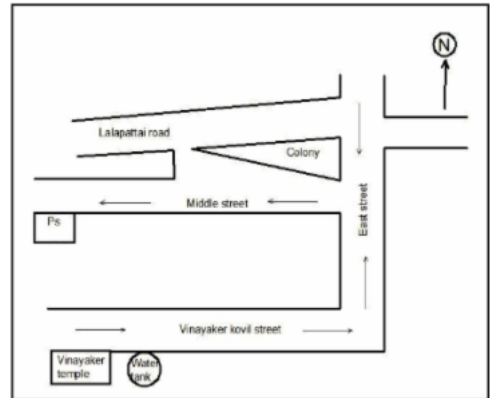 N
Lalapattai road
Colony
Middle street
East street
Ps
Vinayaker kovil street
Vinayaker
temple
Water
tank